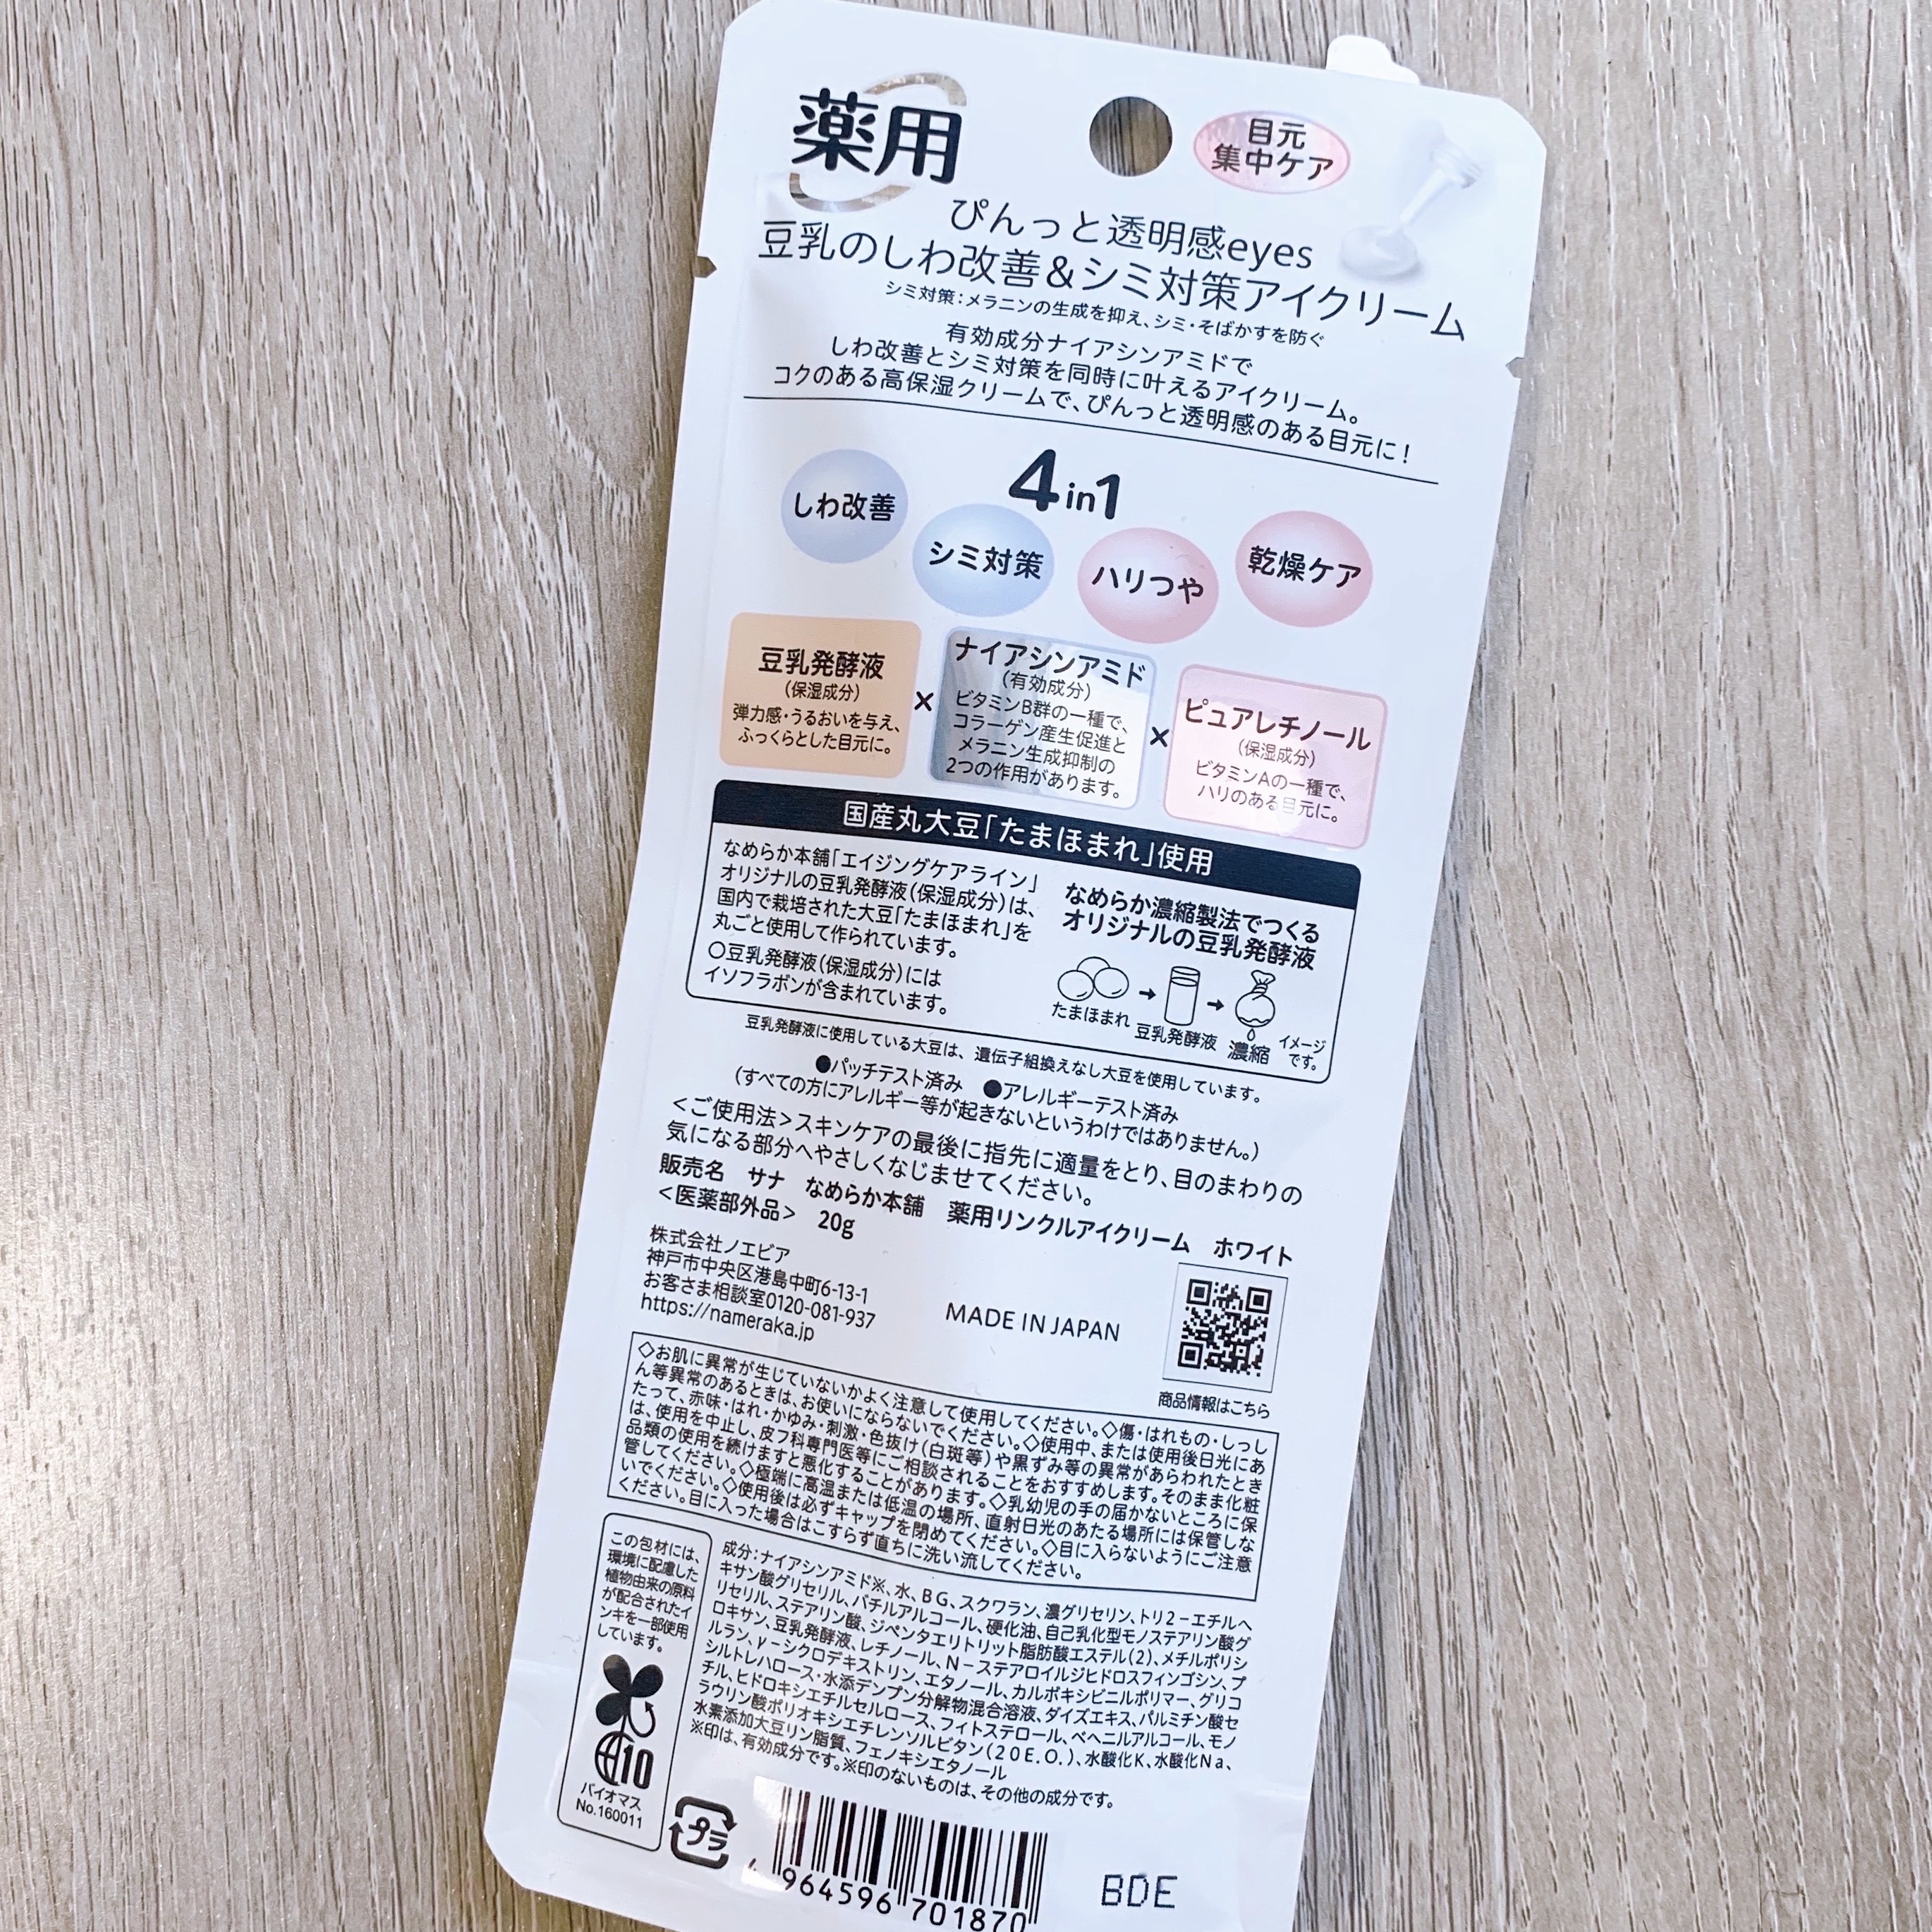 薬用
目元
集中ケア
ぴんっと透明感eyes
豆乳のしわ改善&シミ対策アイクリーム
シミ対策:メラニンの生成を抑え、シミ・そばかすを防ぐ
有効成分ナイアシンアミドで
しわ改善とシミ対策を同時に叶えるアイクリーム。
コクのある高保湿クリームで、ぴんっと透明感のある目元に!
4in1
しわ改善
シミ対策
ハリつや
乾燥ケア
豆乳発酵液
(保湿成分)
弾力感・うるおいを与え、
ふっくらとした目元に。
×
ナイアシンアミド
(有効成分)
ビタミンB群の一種で、
コラーゲン産生促進と
メラニン生成抑制の
2つの作用があります。
×
ピュアレチノール
(保湿成分)
ビタミンAの一種で、
ハリのある目元に。
国産丸大豆「たまほまれ」使用
なめらか本舗「エイジングケアライン」
オリジナルの豆乳発酵液(保湿成分)は、
国内で栽培された大豆「たまほまれ」を
丸ごと使用して作られています。
○豆乳発酵液(保湿成分)には
イソフラボンが含まれています。
なめらか濃縮製法でつくる
オリジナルの豆乳発酵液
たまほまれ
豆乳発酵液
濃縮
イメージ
です。
豆乳発酵液に使用している大豆は、遺伝子組換えなし大豆を使用しています。
●パッチテスト済み ●アレルギーテスト済み
(すべての方にアレルギー等が起きないというわけではありません。)
<ご使用法>スキンケアの最後に指先に適量をとり、目のまわりの
気になる部分へやさしくなじませてください。
販売名 サナ なめらか本舗 薬用リンクルアイクリーム ホワイト
<医薬部外品> 20g
株式会社ノエビア
神戸市中央区港島中町6-13-1
お客さま相談室0120-081-937
https://nameraka.jp
MADE IN JAPAN
商品情報はこちら
◇お肌に異常が生じていないかよく注意して使用してください。◇傷・はれもの・しっし
ん等異常のあるときは、お使いにならないでください。◇使用中、または使用後日光にあ
たって、赤味・はれ・かゆみ・刺激・色抜け(白斑等)や黒ずみ等の異常があらわれたとき
は、使用を中止し、皮フ科専門医等にご相談されることをおすすめします。そのまま化粧
品類の使用を続けますと悪化することがあります。◇乳幼児の手の届かないところに保
管してください。◇極端に高温または低温の場所、直射日光のあたる場所には保管しな
いでください。◇使用後は必ずキャップを閉めてください。◇目に入らないようにご注意
ください。目に入った場合はこすらず直ちに洗い流してください。
この包材には、
環境に配慮した
植物由来の原料
が配合されたイ
ンキを一部使用
しています。
10
バイオマス
No.160011
成分:ナイアシンアミド※、水、BG、スクワラン、濃グリセリン、トリ2-エチルヘ
キサン酸グリセリル、バチルアルコール、硬化油、自己乳化型モノステアリン酸グ
リセリル、ステアリン酸、ジペンタエリトリット脂肪酸エステル(2)、メチルポリシ
ロキサン、豆乳発酵液、レチノール、N-ステアロイルジヒドロスフィンゴシン、プ
ルラン、γ-シクロデキストリン、エタノール、カルボキシビニルポリマー、グリコ
シルトレハロース・水添デンプン分解物混合溶液、ダイズエキス、パルミチン酸セ
チル、ヒドロキシエチルセルロース、フィトステロール、ベヘニルアルコール、モノ
ラウリン酸ポリオキシエチレンソルビタン(20E.O.)、水酸化K、水酸化Na、
水素添加大豆リン脂質、フェノキシエタノール
※印は、有効成分です。※印のないものは、その他の成分です。
プラ
4 964596 701870
BDE